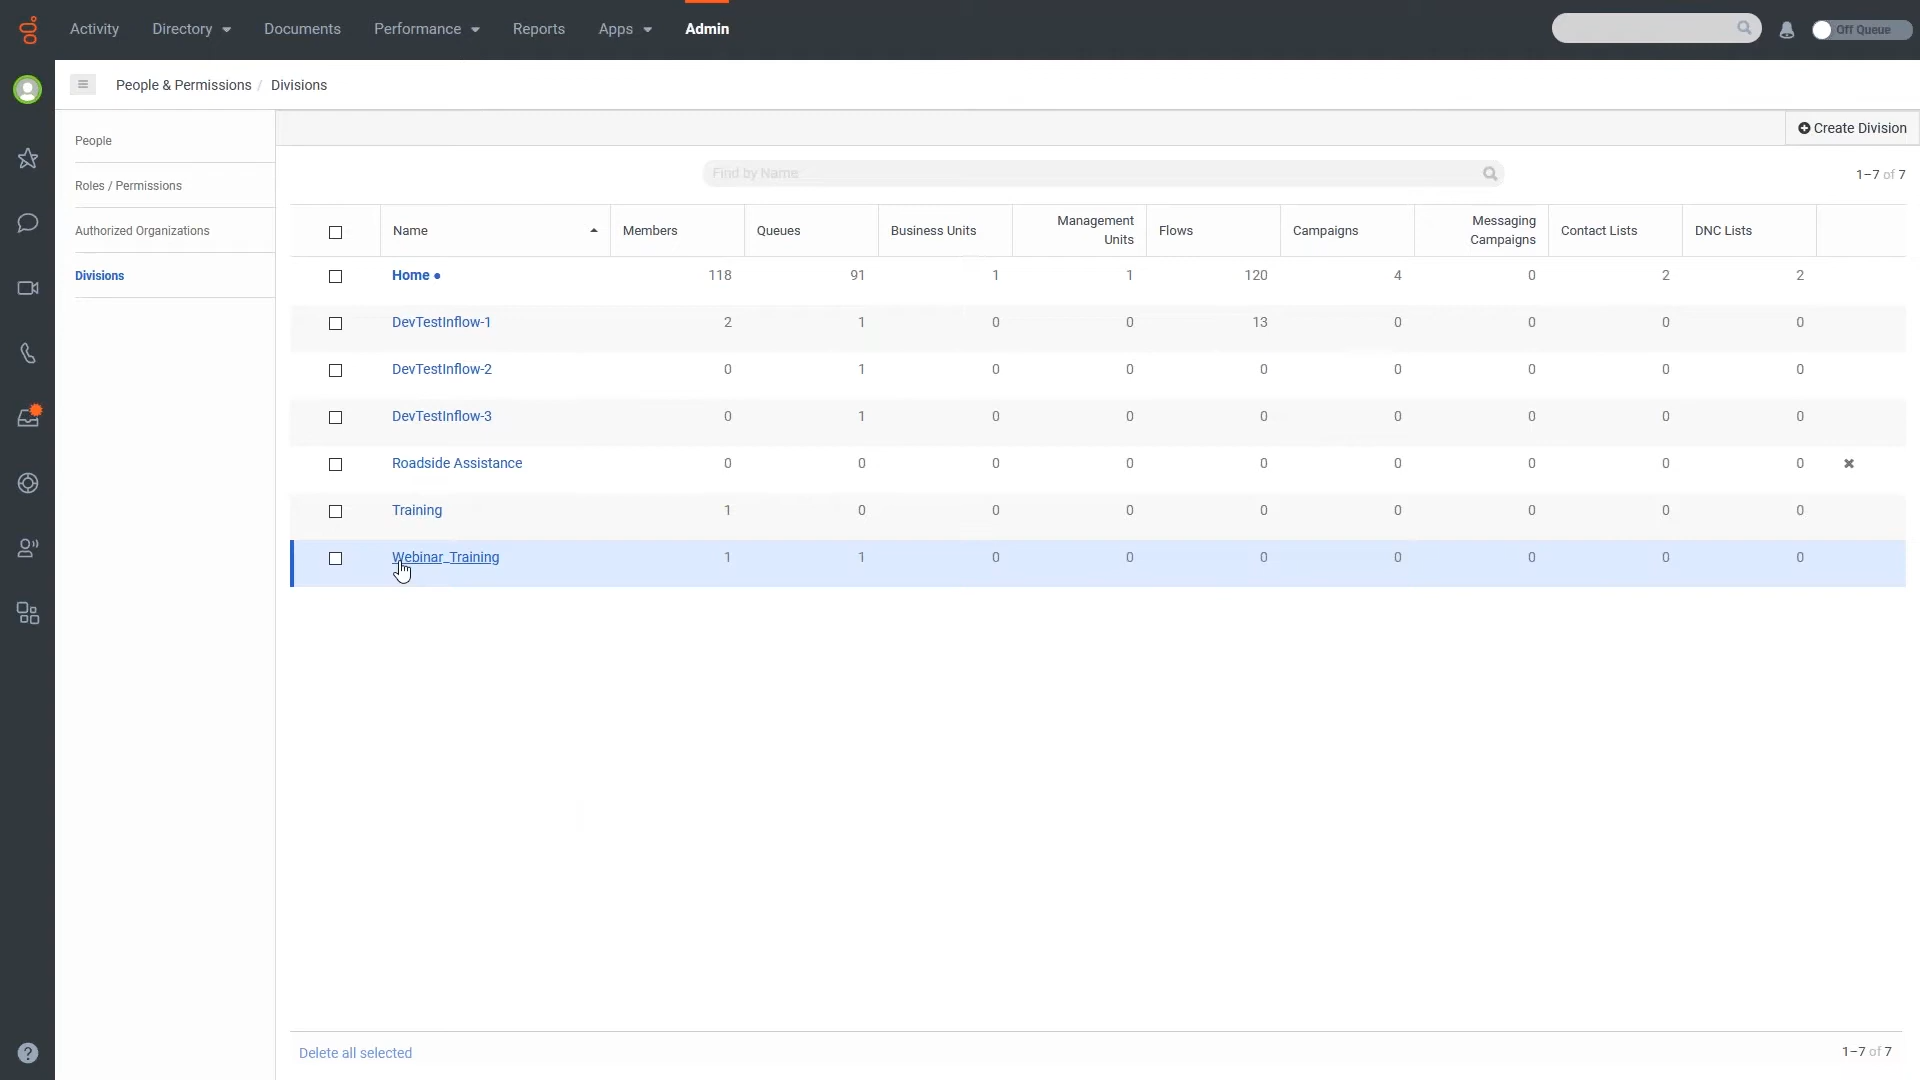 Activity Directory Documents Performance Reports Apps Admin Off Queue
People & Permissions / Divisions
People
Roles / Permissions
Authorized Organizations
Divisions
Create Division
Find by Name
1–7 of 7
Name Members Queues Business Units Management Units Flows Campaigns Messaging Campaigns Contact Lists DNC Lists
Home • 118 91 1 1 120 4 0 2 2
DevTestInflow-1 2 1 0 0 13 0 0 0 0
DevTestInflow-2 0 1 0 0 0 0 0 0 0
DevTestInflow-3 0 1 0 0 0 0 0 0 0
Roadside Assistance 0 0 0 0 0 0 0 0 0
Training 1 0 0 0 0 0 0 0 0
Webinar_Training 1 1 0 0 0 0 0 0 0
Delete all selected 1–7 of 7